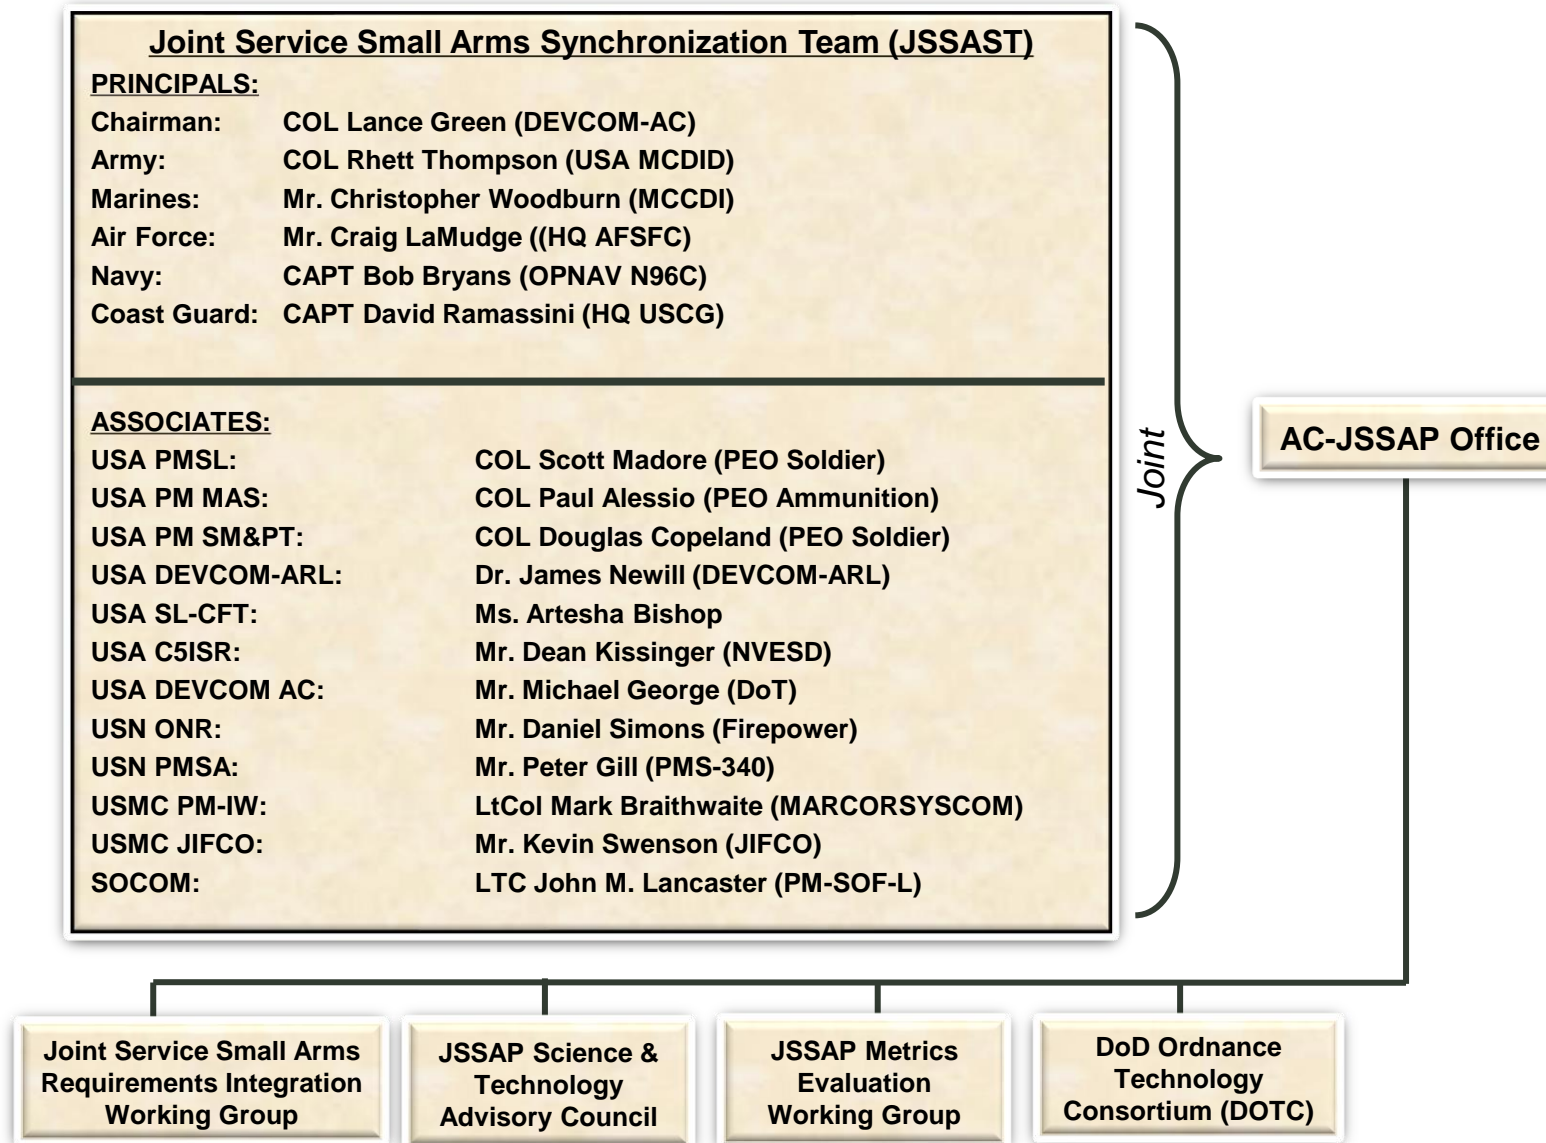 Joint Service Small Arms Synchronization Team (JSSAST)
PRINCIPALS:
Chairman: COL Lance Green (DEVCOM-AC)
Army: COL Rhett Thompson (USA MCDID)
Marines: Mr. Christopher Woodburn (MCCDI)
Air Force: Mr. Craig LaMudge ((HQ AFSFC)
Navy: CAPT Bob Bryans (OPNAV N96C)
Coast Guard: CAPT David Ramassini (HQ USCG)
ASSOCIATES:
USA PMSL: COL Scott Madore (PEO Soldier)
USA PM MAS: COL Paul Alessio (PEO Ammunition)
USA PM SM&PT: COL Douglas Copeland (PEO Soldier)
USA DEVCOM-ARL: Dr. James Newill (DEVCOM-ARL)
USA SL-CFT: Ms. Artesha Bishop
USA C5ISR: Mr. Dean Kissinger (NVESD)
USA DEVCOM AC: Mr. Michael George (DoT)
USN ONR: Mr. Daniel Simons (Firepower)
USN PMSA: Mr. Peter Gill (PMS-340)
USMC PM-IW: LtCol Mark Braithwaite (MARCORSYSCOM)
USMC JIFCO: Mr. Kevin Swenson (JIFCO)
SOCOM: LTC John M. Lancaster (PM-SOF-L)
Joint
AC-JSSAP Office
Joint Service Small Arms
Requirements Integration
Working Group
JSSAP Science &
Technology
Advisory Council
JSSAP Metrics
Evaluation
Working Group
DoD Ordnance
Technology
Consortium (DOTC)